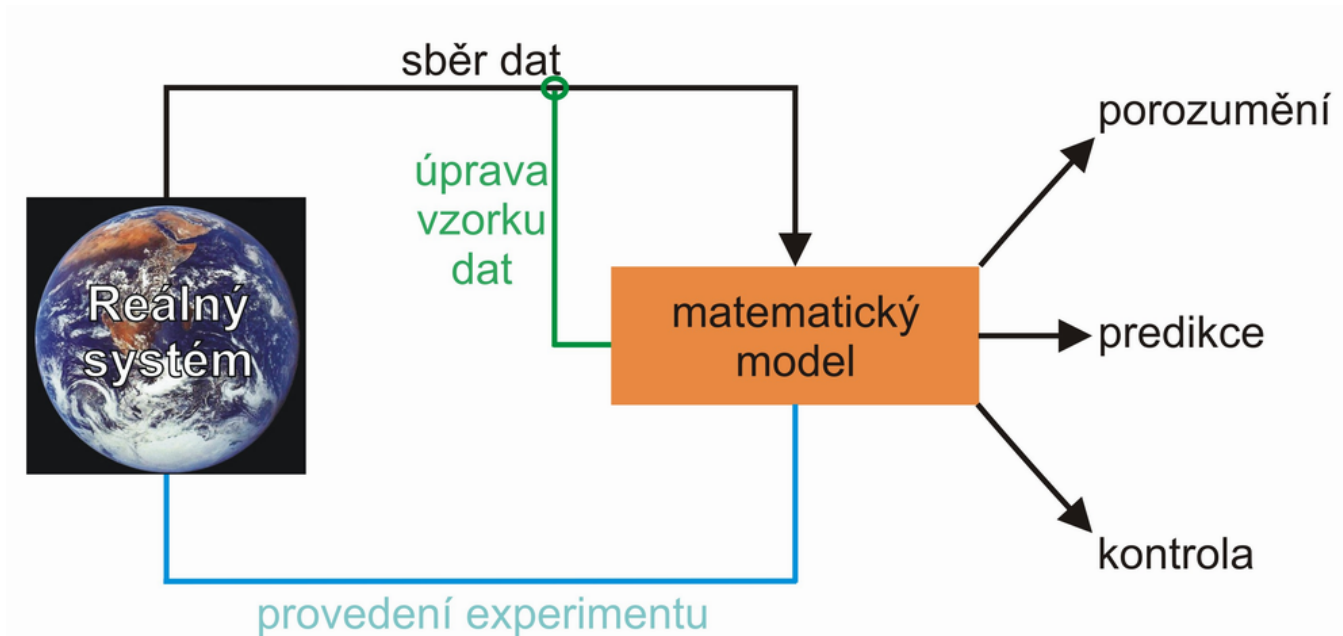 sběr dat
porozumění
úprava
vzorku
dat
Reálný
systém
matematický
model
predikce
kontrola
provedení experimentu